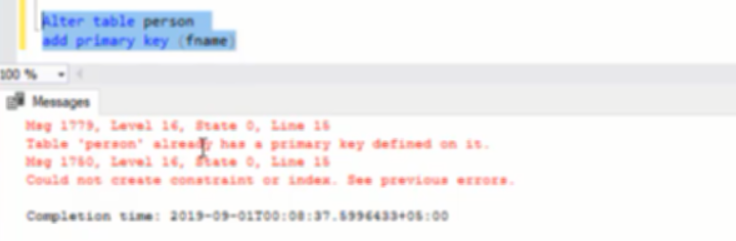 Alter table person
add primary key (fname)
100 %
Messages
Msg 1779, Level 16, State 0, Line 15
Table 'person' already has a primary key defined on it.
Msg 1750, Level 16, State 0, Line 15
Could not create constraint or index. See previous errors.
Completion time: 2019-09-01T00:08:37.5996433+05:00